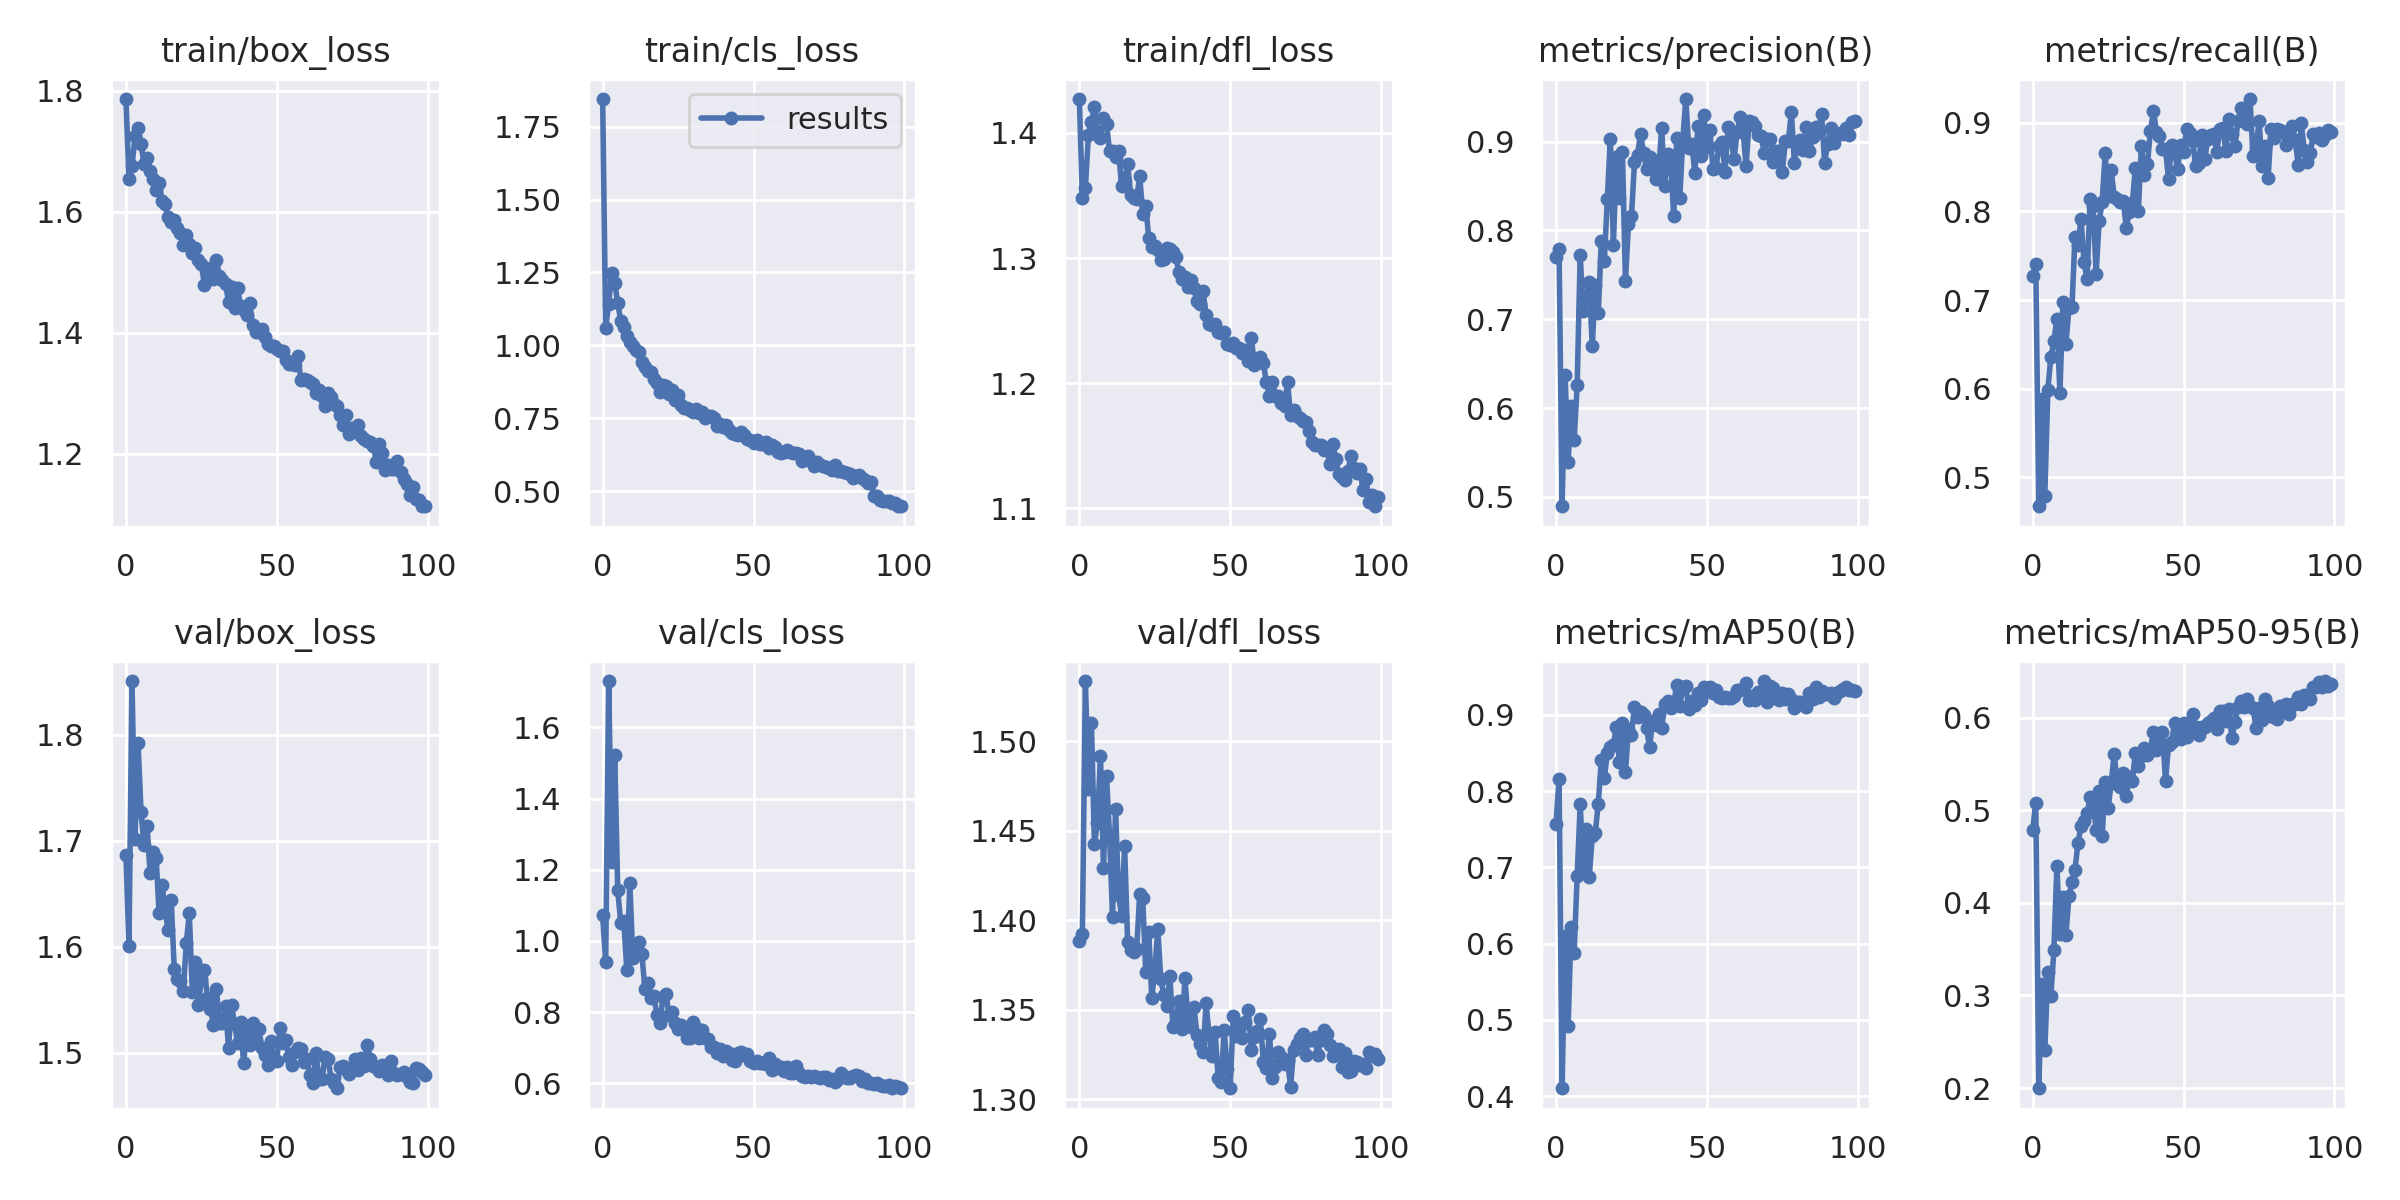 train/box_loss
1.8
1.6
1.4
1.2
0 50 100
train/cls_loss
results
1.75
1.50
1.25
1.00
0.75
0.50
0 50 100
train/dfl_loss
1.4
1.3
1.2
1.1
0 50 100
metrics/precision(B)
0.9
0.8
0.7
0.6
0.5
0 50 100
metrics/recall(B)
0.9
0.8
0.7
0.6
0.5
0 50 100
val/box_loss
1.8
1.7
1.6
1.5
0 50 100
val/cls_loss
1.6
1.4
1.2
1.0
0.8
0.6
0 50 100
val/dfl_loss
1.50
1.45
1.40
1.35
1.30
0 50 100
metrics/mAP50(B)
0.9
0.8
0.7
0.6
0.5
0.4
0 50 100
metrics/mAP50-95(B)
0.6
0.5
0.4
0.3
0.2
0 50 100